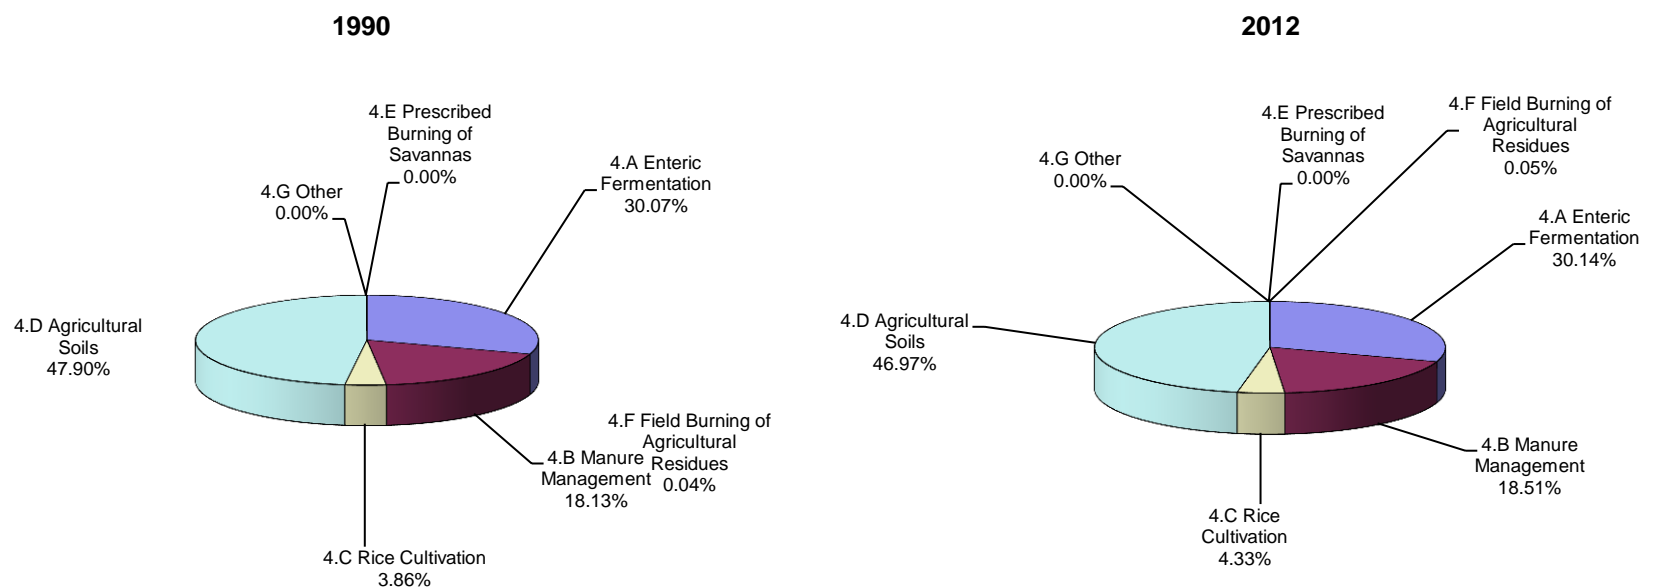 1990
4.E Prescribed
Burning of
Savannas
0.00%
4.G Other
0.00%
4.A Enteric
Fermentation
30.07%
4.D Agricultural
Soils
47.90%
4.F Field Burning of
Agricultural
Residues
0.04%
4.B Manure
Management
18.13%
4.C Rice Cultivation
3.86%
2012
4.E Prescribed
Burning of
Savannas
0.00%
4.F Field Burning of
Agricultural
Residues
0.05%
4.G Other
0.00%
4.A Enteric
Fermentation
30.14%
4.D Agricultural
Soils
46.97%
4.B Manure
Management
18.51%
4.C Rice
Cultivation
4.33%